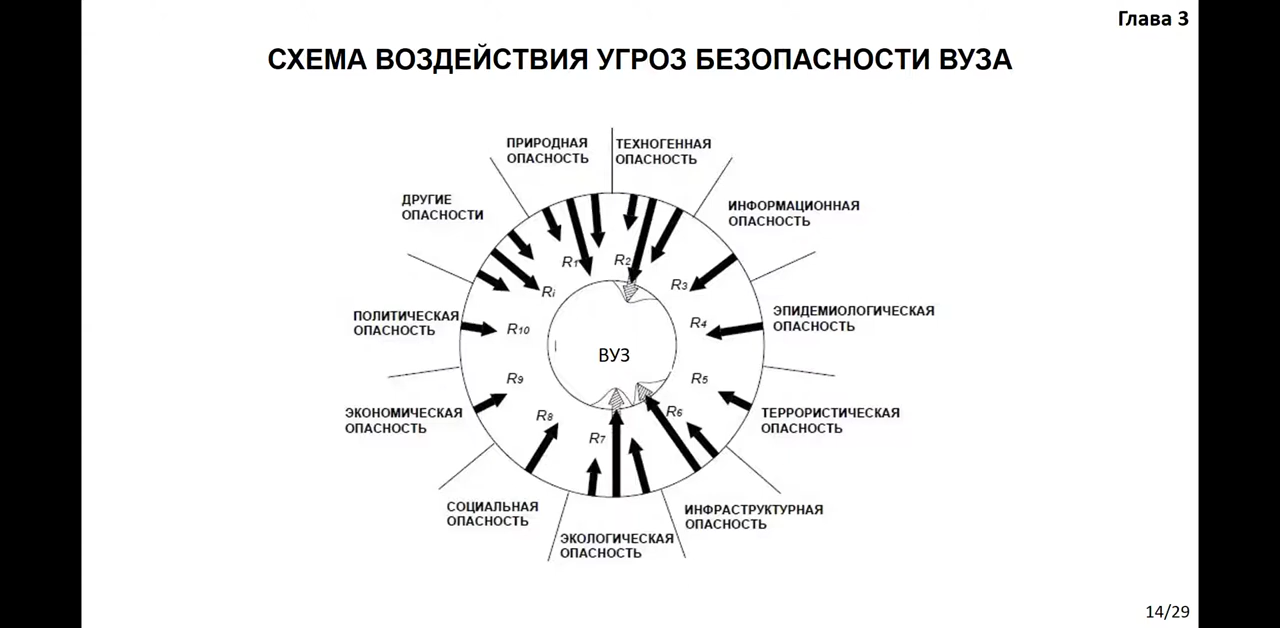 Глава 3
СХЕМА ВОЗДЕЙСТВИЯ УГРОЗ БЕЗОПАСНОСТИ ВУЗА
ПРИРОДНАЯ
ОПАСНОСТЬ
ТЕХНОГЕННАЯ
ОПАСНОСТЬ
ДРУГИЕ
ОПАСНОСТИ
ИНФОРМАЦИОННАЯ
ОПАСНОСТЬ
R1
R2
R3
Ri
ПОЛИТИЧЕСКАЯ
ОПАСНОСТЬ
R10
R4
ЭПИДЕМИОЛОГИЧЕСКАЯ
ОПАСНОСТЬ
ВУЗ
R9
R5
ЭКОНОМИЧЕСКАЯ
ОПАСНОСТЬ
R8
R6
ТЕРРОРИСТИЧЕСКАЯ
ОПАСНОСТЬ
R7
СОЦИАЛЬНАЯ
ОПАСНОСТЬ
ИНФРАСТРУКТУРНАЯ
ОПАСНОСТЬ
ЭКОЛОГИЧЕСКАЯ
ОПАСНОСТЬ
14/29